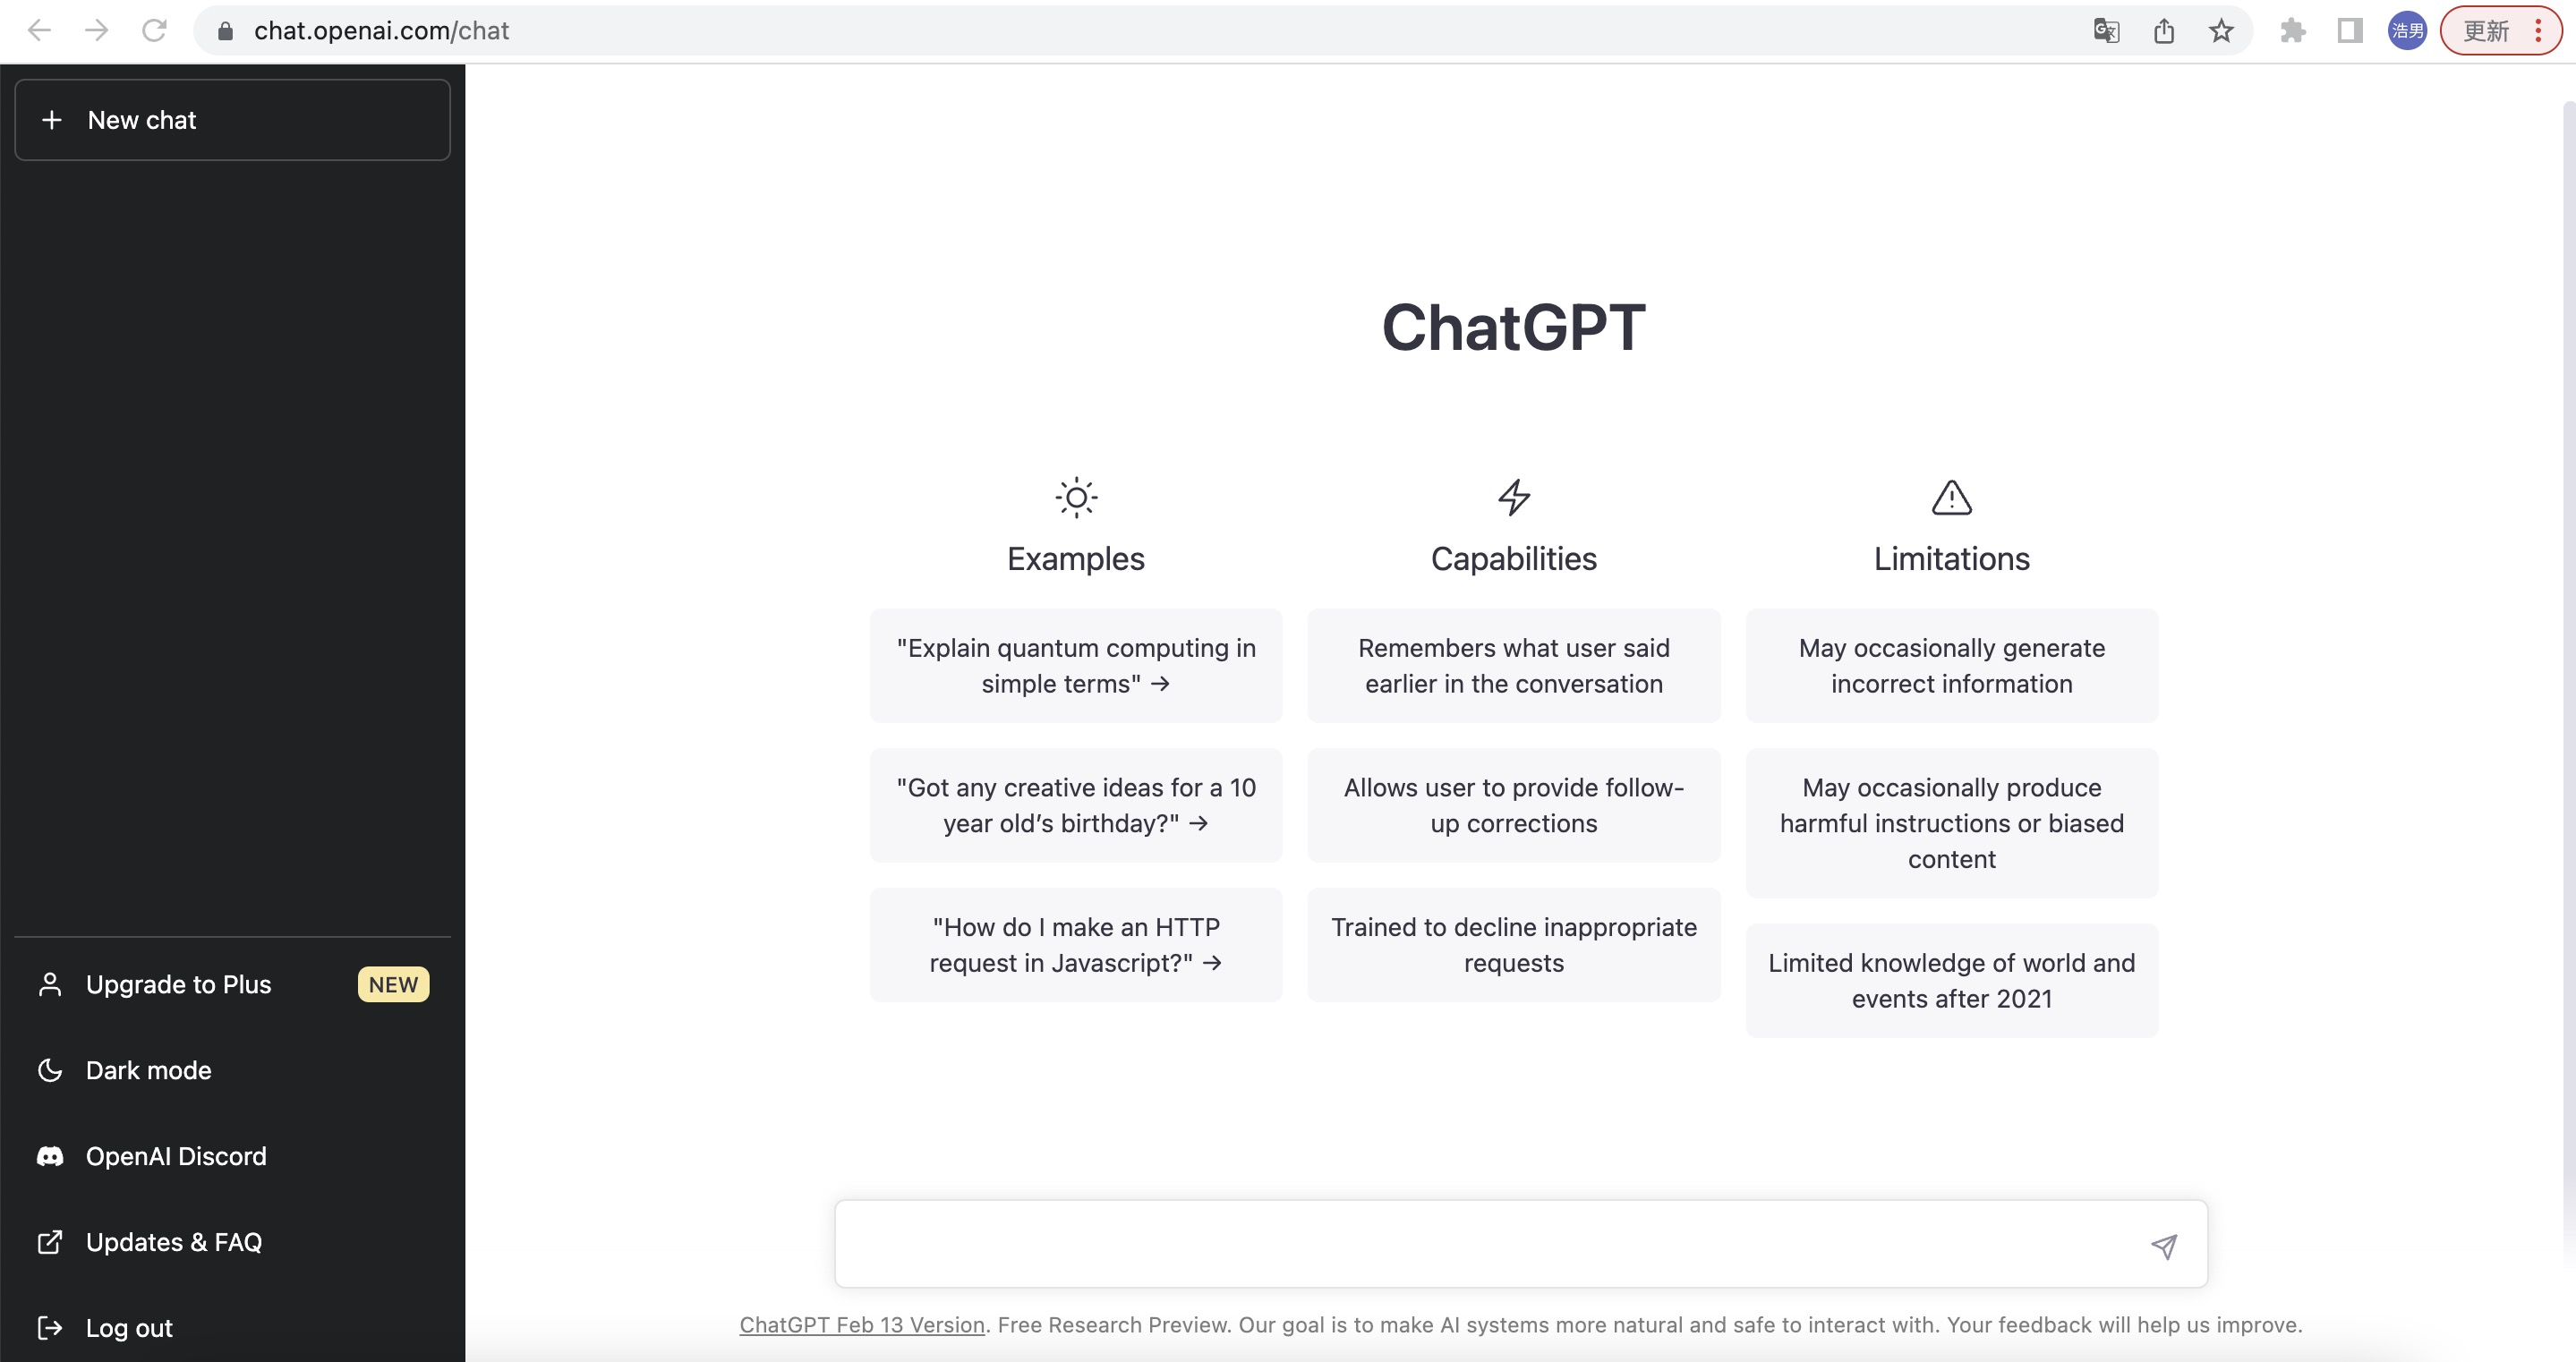 chat.openai.com/chat
浩男
更新
New chat
ChatGPT
Examples
"Explain quantum computing in
simple terms" →
"Got any creative ideas for a 10
year old’s birthday?" →
"How do I make an HTTP
request in Javascript?" →
Capabilities
Remembers what user said
earlier in the conversation
Allows user to provide follow-
up corrections
Trained to decline inappropriate
requests
Limitations
May occasionally generate
incorrect information
May occasionally produce
harmful instructions or biased
content
Limited knowledge of world and
events after 2021
Upgrade to Plus NEW
Dark mode
OpenAI Discord
Updates & FAQ
Log out
ChatGPT Feb 13 Version. Free Research Preview. Our goal is to make AI systems more natural and safe to interact with. Your feedback will help us improve.